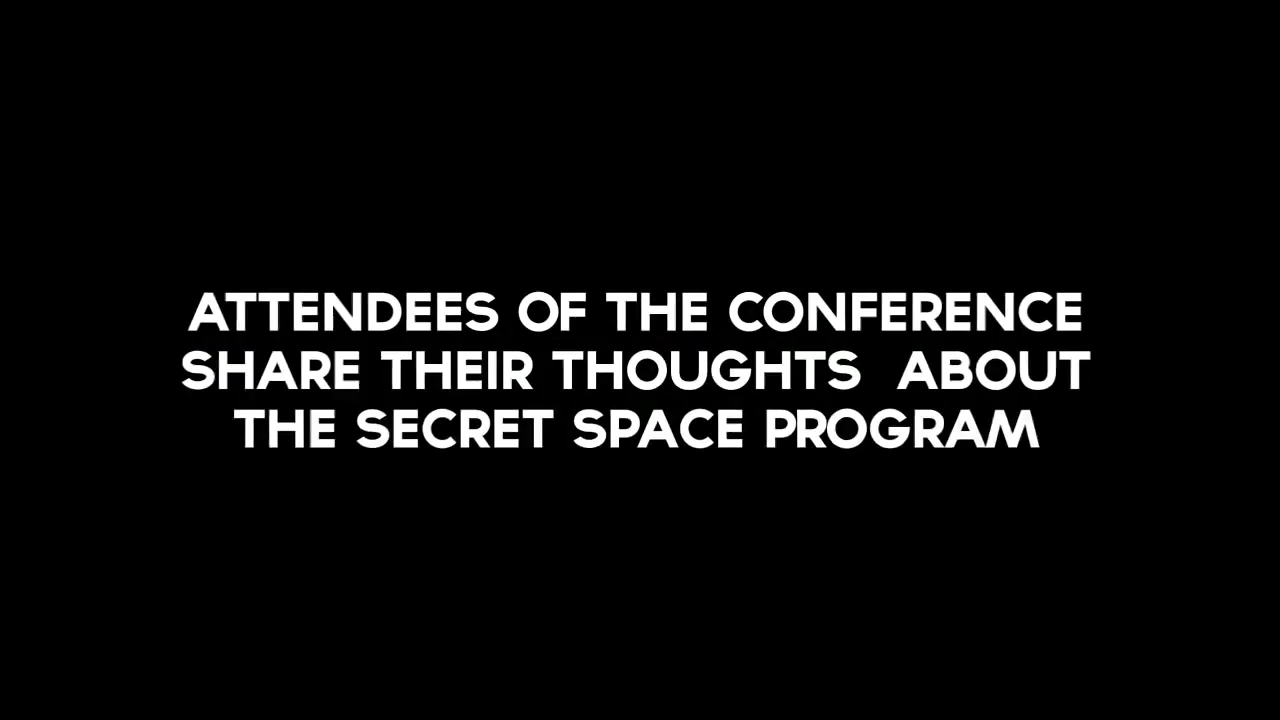 ATTENDEES OF THE CONFERENCE
SHARE THEIR THOUGHTS  ABOUT
THE SECRET SPACE PROGRAM